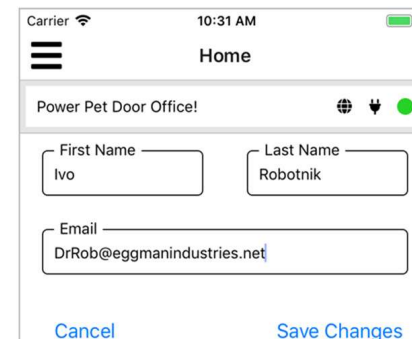 Carrier 10:31 AM
Home
Power Pet Door Office!
First Name Last Name
Ivo Robotnik
Email
DrRob@eggmanindustries.net
Cancel Save Changes